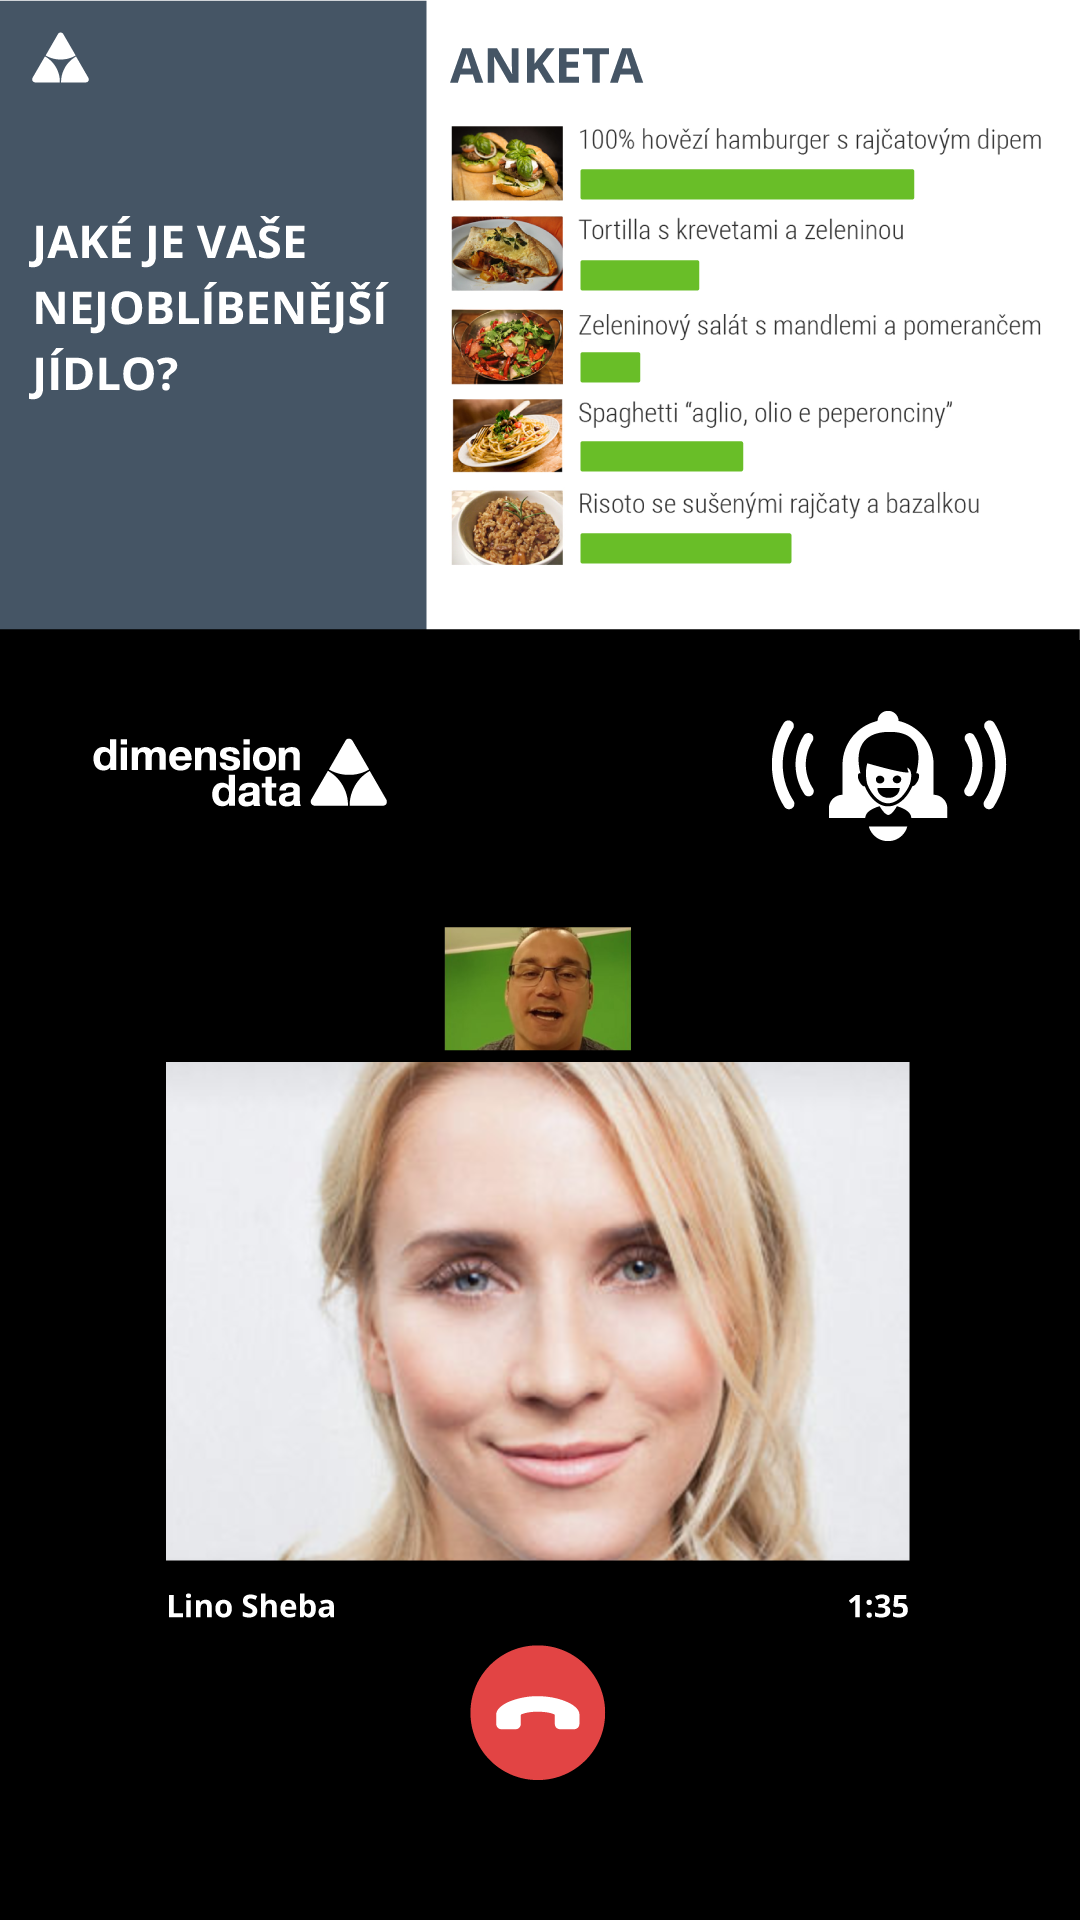 JAKÉ JE VAŠE
NEJOBLÍBENĚJŠÍ
JÍDLO?
ANKETA
100% hovězí hamburger s rajčatovým dipem
Tortilla s krevetami a zeleninou
Zeleninový salát s mandlemi a pomerančem
Spaghetti “aglio, olio e peperonciny”
Risoto se sušenými rajčaty a bazalkou
dimension
data
Lino Sheba
1:35